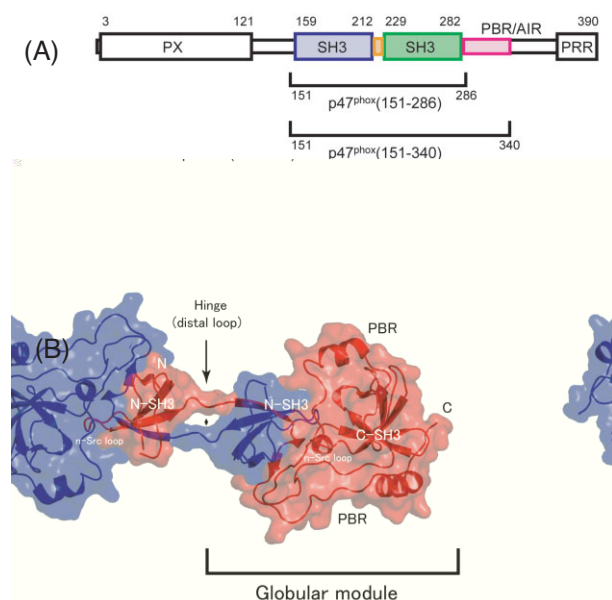 3 121 159 212 229 282 PBR/AIR 390
(A) PX SH3 SH3 PRR
151 286
p47phox(151-286)
151 340
p47phox(151-340)
Hinge
(distal loop)
PBR
(B) N
N-SH3 N-SH3 C
n-Src loop n-Src loop C-SH3
PBR
Globular module